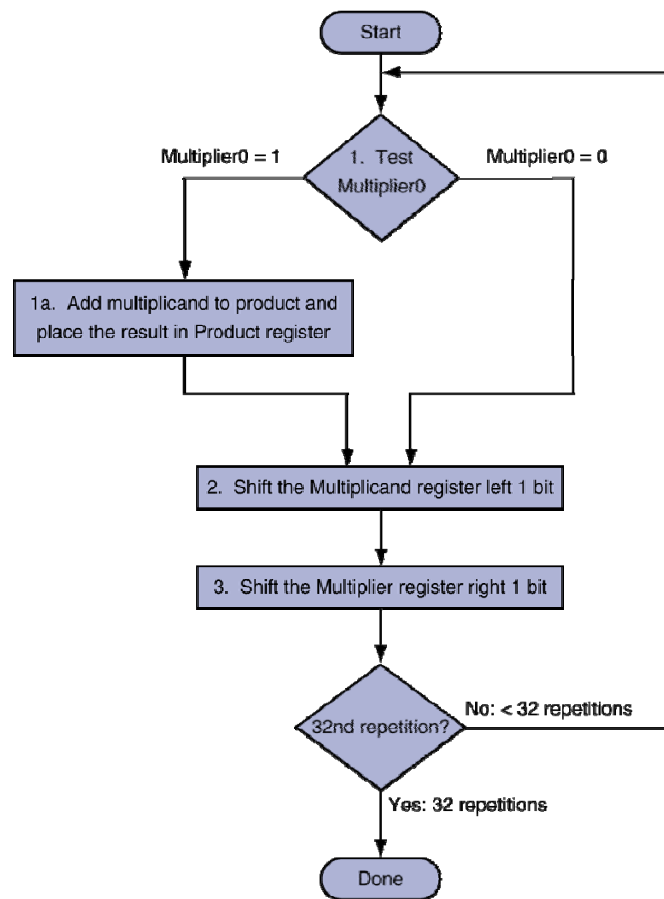 Start
Multiplier0 = 1
1. Test
Multiplier0
Multiplier0 = 0
1a. Add multiplicand to product and
place the result in Product register
2. Shift the Multiplicand register left 1 bit
3. Shift the Multiplier register right 1 bit
32nd repetition?
No: < 32 repetitions
Yes: 32 repetitions
Done